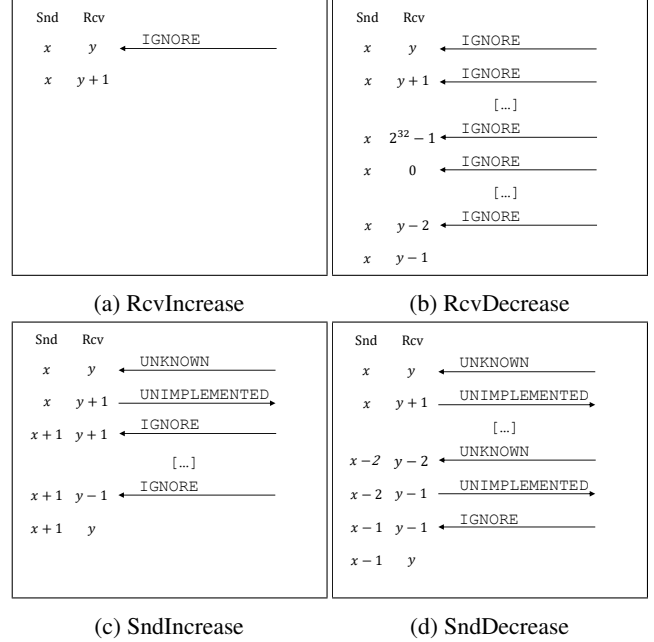 Snd Rcv
x y IGNORE
x y + 1
Snd Rcv
x y IGNORE
x y + 1 IGNORE
[…]
x 2³² − 1 IGNORE
x 0 IGNORE
[…]
x y − 2 IGNORE
x y − 1
(a) RcvIncrease
(b) RcvDecrease
Snd Rcv
x y UNKNOWN
x y + 1 UNIMPLEMENTED
x + 1 y + 1 IGNORE
[…]
x + 1 y − 1 IGNORE
x + 1 y
Snd Rcv
x y UNKNOWN
x y + 1 UNIMPLEMENTED
[…]
x − 2 y − 2 UNKNOWN
x − 2 y − 1 UNIMPLEMENTED
x − 1 y − 1 IGNORE
x − 1 y
(c) SndIncrease
(d) SndDecrease